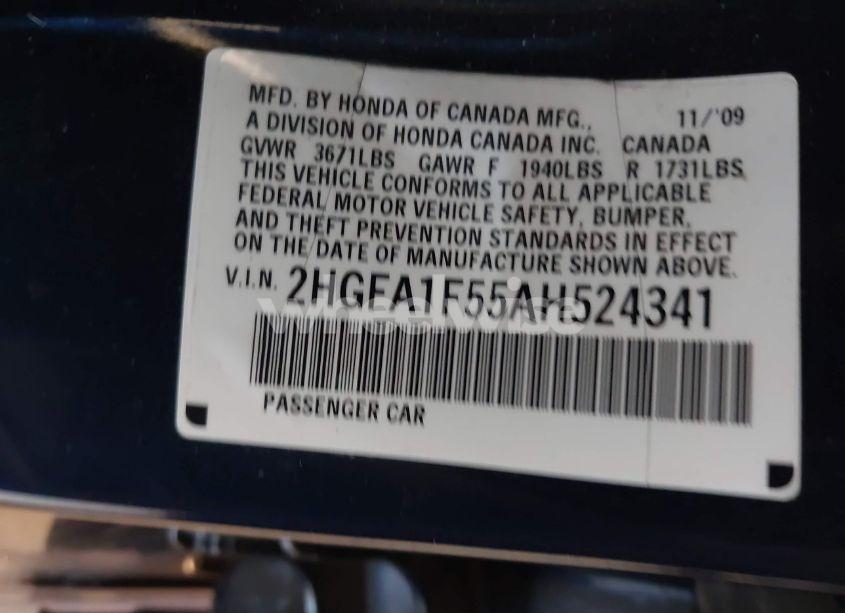 MFD. BY HONDA OF CANADA MFG., 11/'09
A DIVISION OF HONDA CANADA INC. CANADA
GVWR 3671LBS GAWR F 1940LBS R 1731LBS
THIS VEHICLE CONFORMS TO ALL APPLICABLE
FEDERAL MOTOR VEHICLE SAFETY, BUMPER,
AND THEFT PREVENTION STANDARDS IN EFFECT
ON THE DATE OF MANUFACTURE SHOWN ABOVE.
V.I.N. 2HGFA1F55AH524341
wheelwise
PASSENGER CAR